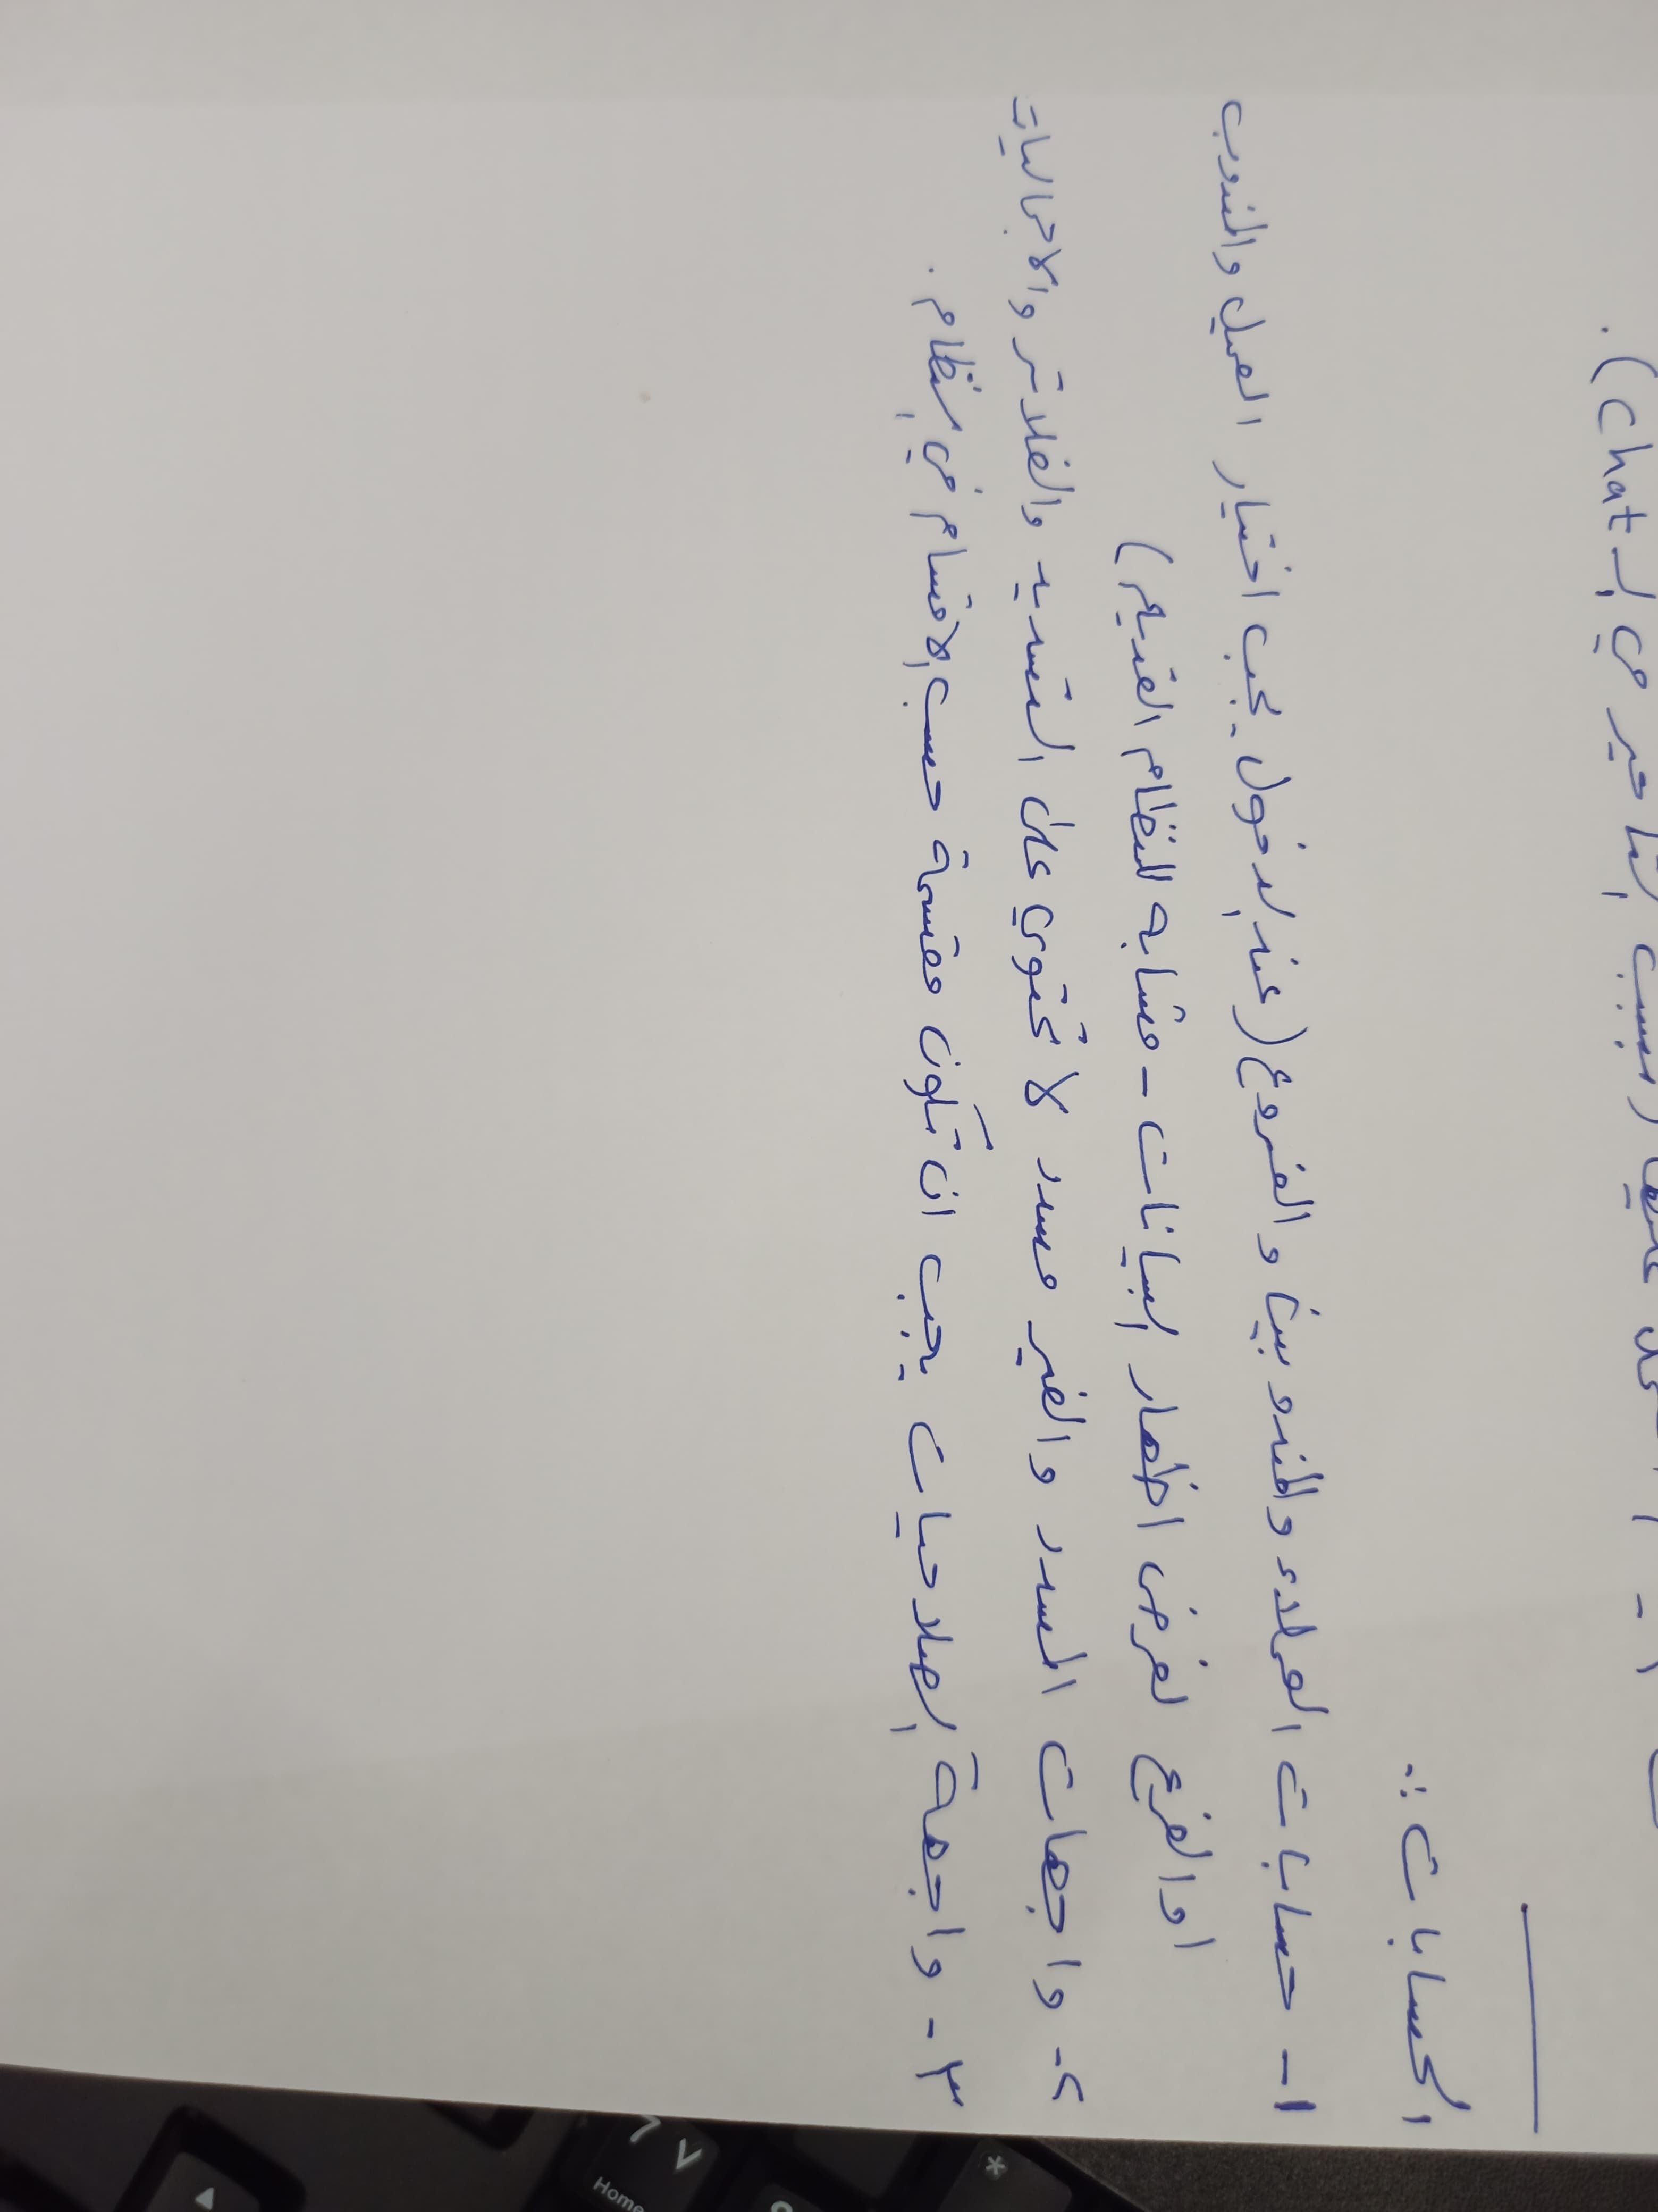 (بسبب التأخير في الـ chat).
الحسابات :-
١- حسابات العملاء والمندوبين والفروع (عند الدخول يجب اختيار العميل والمندوب
او الفرع لغرض اظهار البيانات - مشابه للنظام القديم)
٢- واجهات المسدد والغير مسدد لا تحتوي على التسديد والفلاتر والاجماليات
٣- واجهة الصلاحيات يجب ان تكون مقسمة حسب الاقسام في النظام .
*
7 ٧
Home